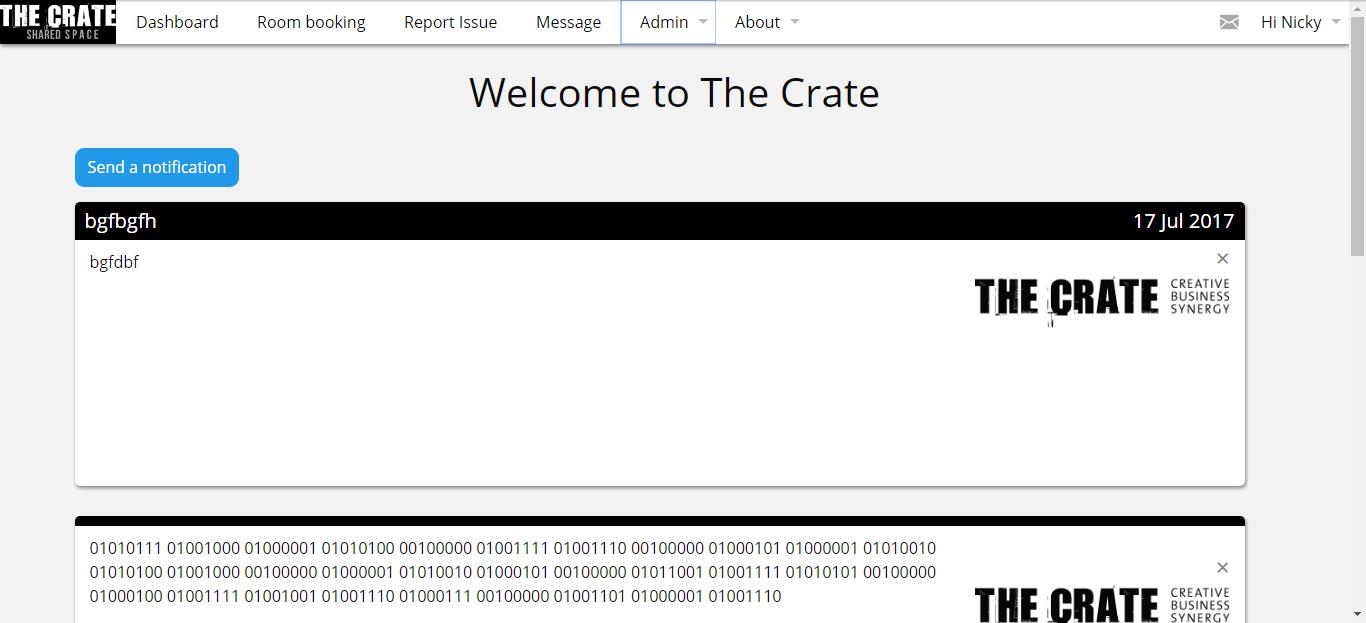 THE CRATE
SHARED SPACE
Dashboard Room booking Report Issue Message Admin About Hi Nicky
Welcome to The Crate
Send a notification
bgfbgfh 17 Jul 2017
bgfdbf
THE CRATE CREATIVE
BUSINESS
SYNERGY
01010111 01001000 01000001 01010100 00100000 01001111 01001110 00100000 01000101 01000001 01010010
01010100 01001000 00100000 01000001 01010010 01000101 00100000 01011001 01001111 01010101 00100000
01000100 01001111 01001001 01001110 01000111 00100000 01001101 01000001 01001110
THE CRATE CREATIVE
BUSINESS
SYNERGY